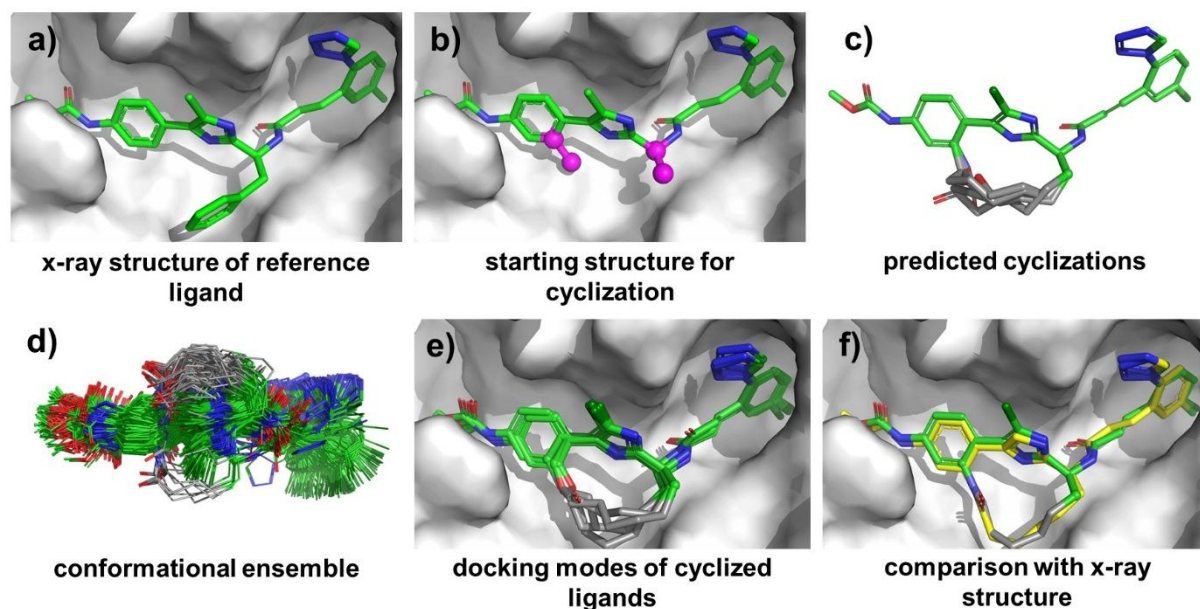 a)
b)
c)
x-ray structure of reference
ligand
starting structure for
cyclization
predicted cyclizations
d)
e)
f)
conformational ensemble
docking modes of cyclized
ligands
comparison with x-ray
structure